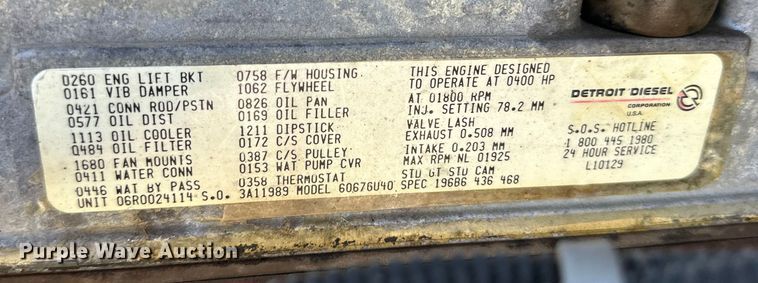 0260 ENG LIFT BKT
0161 VIB DAMPER
0421 CONN ROD/PSTN
0577 OIL DIST
1113 OIL COOLER
0484 OIL FILTER
1680 FAN MOUNTS
0411 WATER CONN
0446 WAT BY PASS
UNIT 06R0024114 S.O. 3A11989 MODEL 60676U40 SPEC 19686 436 468
0758 F/W HOUSING
1062 FLYWHEEL
0826 OIL PAN
0169 OIL FILLER
1211 DIPSTICK
0172 C/S COVER
0387 C/S PULLEY
0153 WAT PUMP CVR
0358 THERMOSTAT
THIS ENGINE DESIGNED
TO OPERATE AT 0400 HP
AT 01800 RPM
INJ. SETTING 78.2 MM
VALVE LASH
EXHAUST 0.508 MM
INTAKE 0.203 MM
MAX RPM NL 01925
STD GT STD CAM
DETROIT DIESEL
CORPORATION
U.S.A.
S.O.S. HOTLINE
1 800 445 1980
24 HOUR SERVICE
L10129
Purple Wave Auction